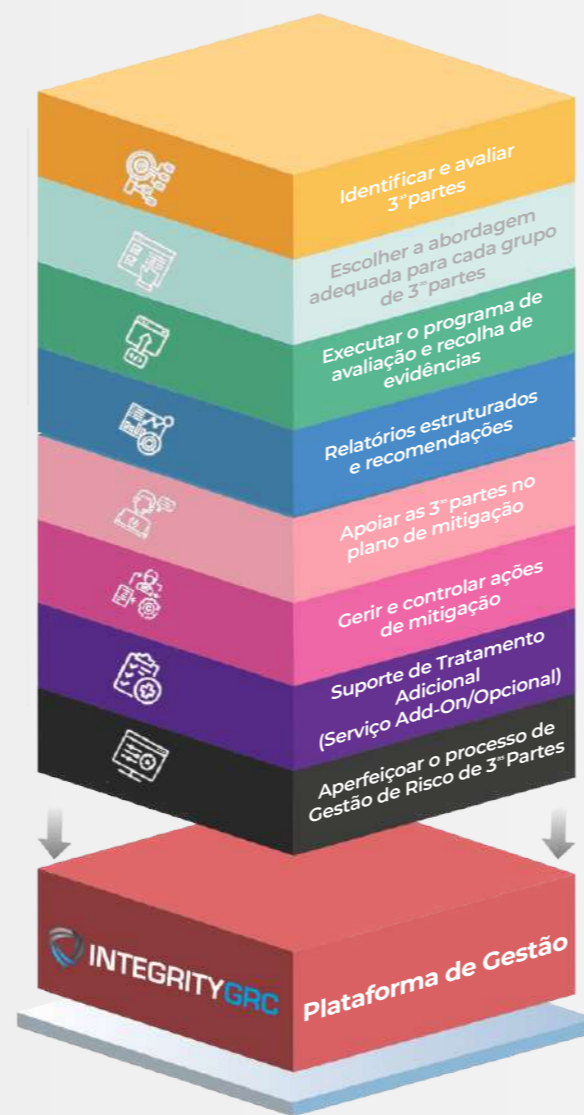 Identificar e avaliar
3ªˢ partes
Escolher a abordagem
adequada para cada grupo
de 3ªˢ partes
Executar o programa de
avaliação e recolha de
evidências
Relatórios estruturados
e recomendações
Apoiar as 3ªˢ partes no
plano de mitigação
Gerir e controlar ações
de mitigação
Suporte de Tratamento
Adicional
(Serviço Add-On/Opcional)
Aperfeiçoar o processo de
Gestão de Risco de 3ªˢ Partes
INTEGRITYGRC
Plataforma de Gestão